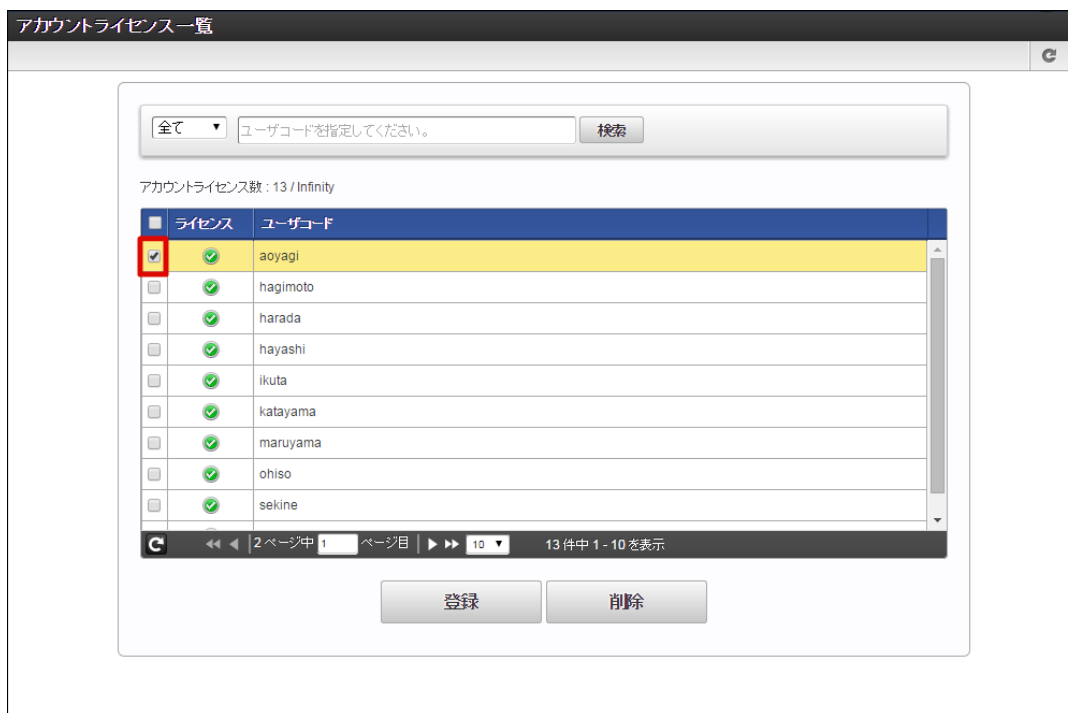 アカウントライセンス一覧
全て ユーザコードを指定してください。 検索
アカウントライセンス数 : 13 / Infinity
ライセンス ユーザコード
aoyagi
hagimoto
harada
hayashi
ikuta
katayama
maruyama
ohiso
sekine
2 ページ中 1 ページ目 10 13 件中 1 - 10 を表示
登録 削除